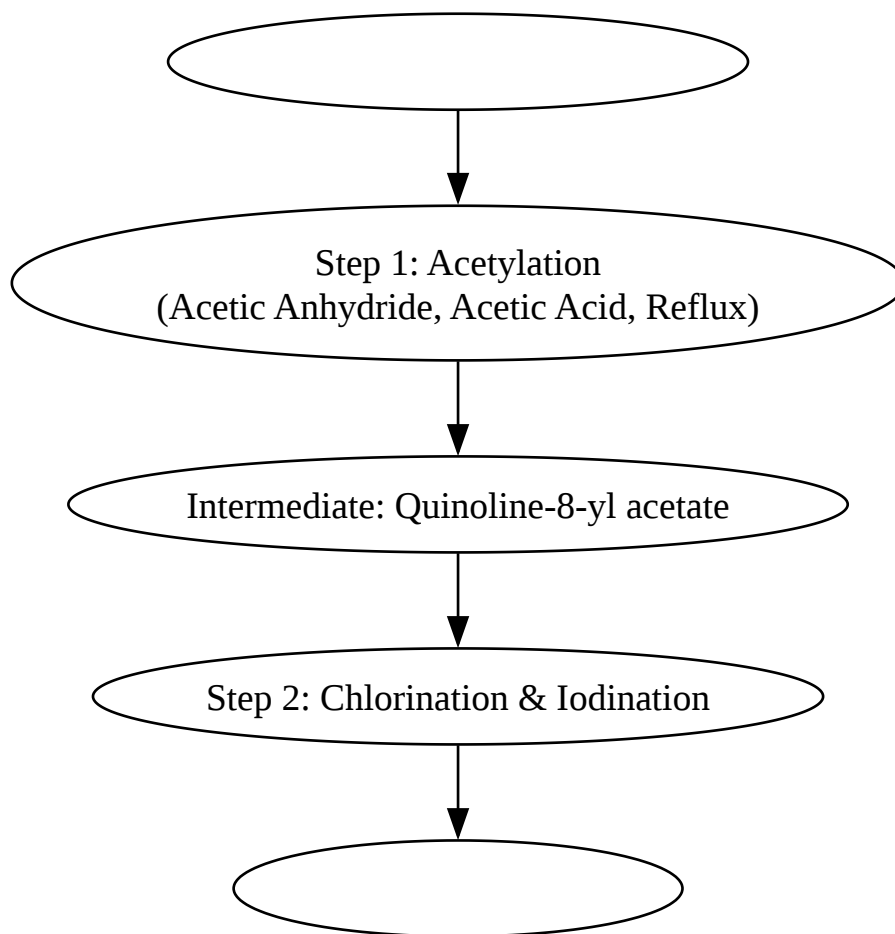 Step 1: Acetylation
(Acetic Anhydride, Acetic Acid, Reflux)
Intermediate: Quinoline-8-yl acetate
Step 2: Chlorination & Iodination